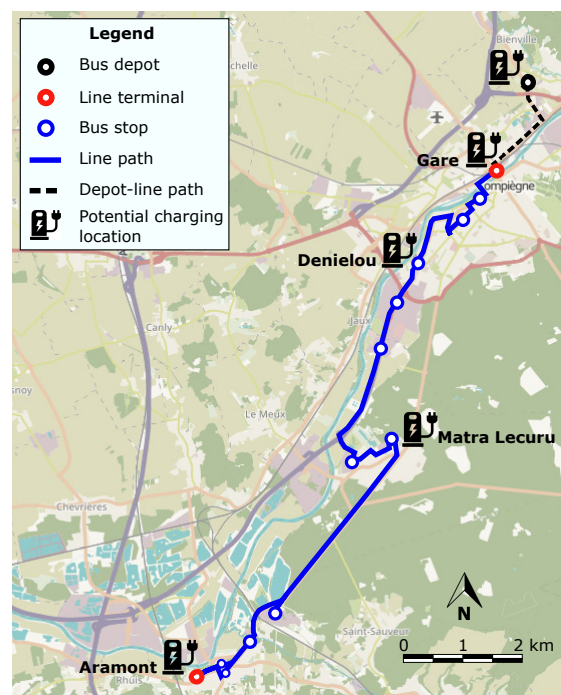 Legend
Bus depot
Line terminal
Bus stop
Line path
Depot-line path
Potential charging
location
Bienville
Gare
Denielou
Jaux
Canly
Le Meux
Matra Lecuru
Chevrières
Saint-Sauveur
N
0 1 2 km
Aramont
Rhuis